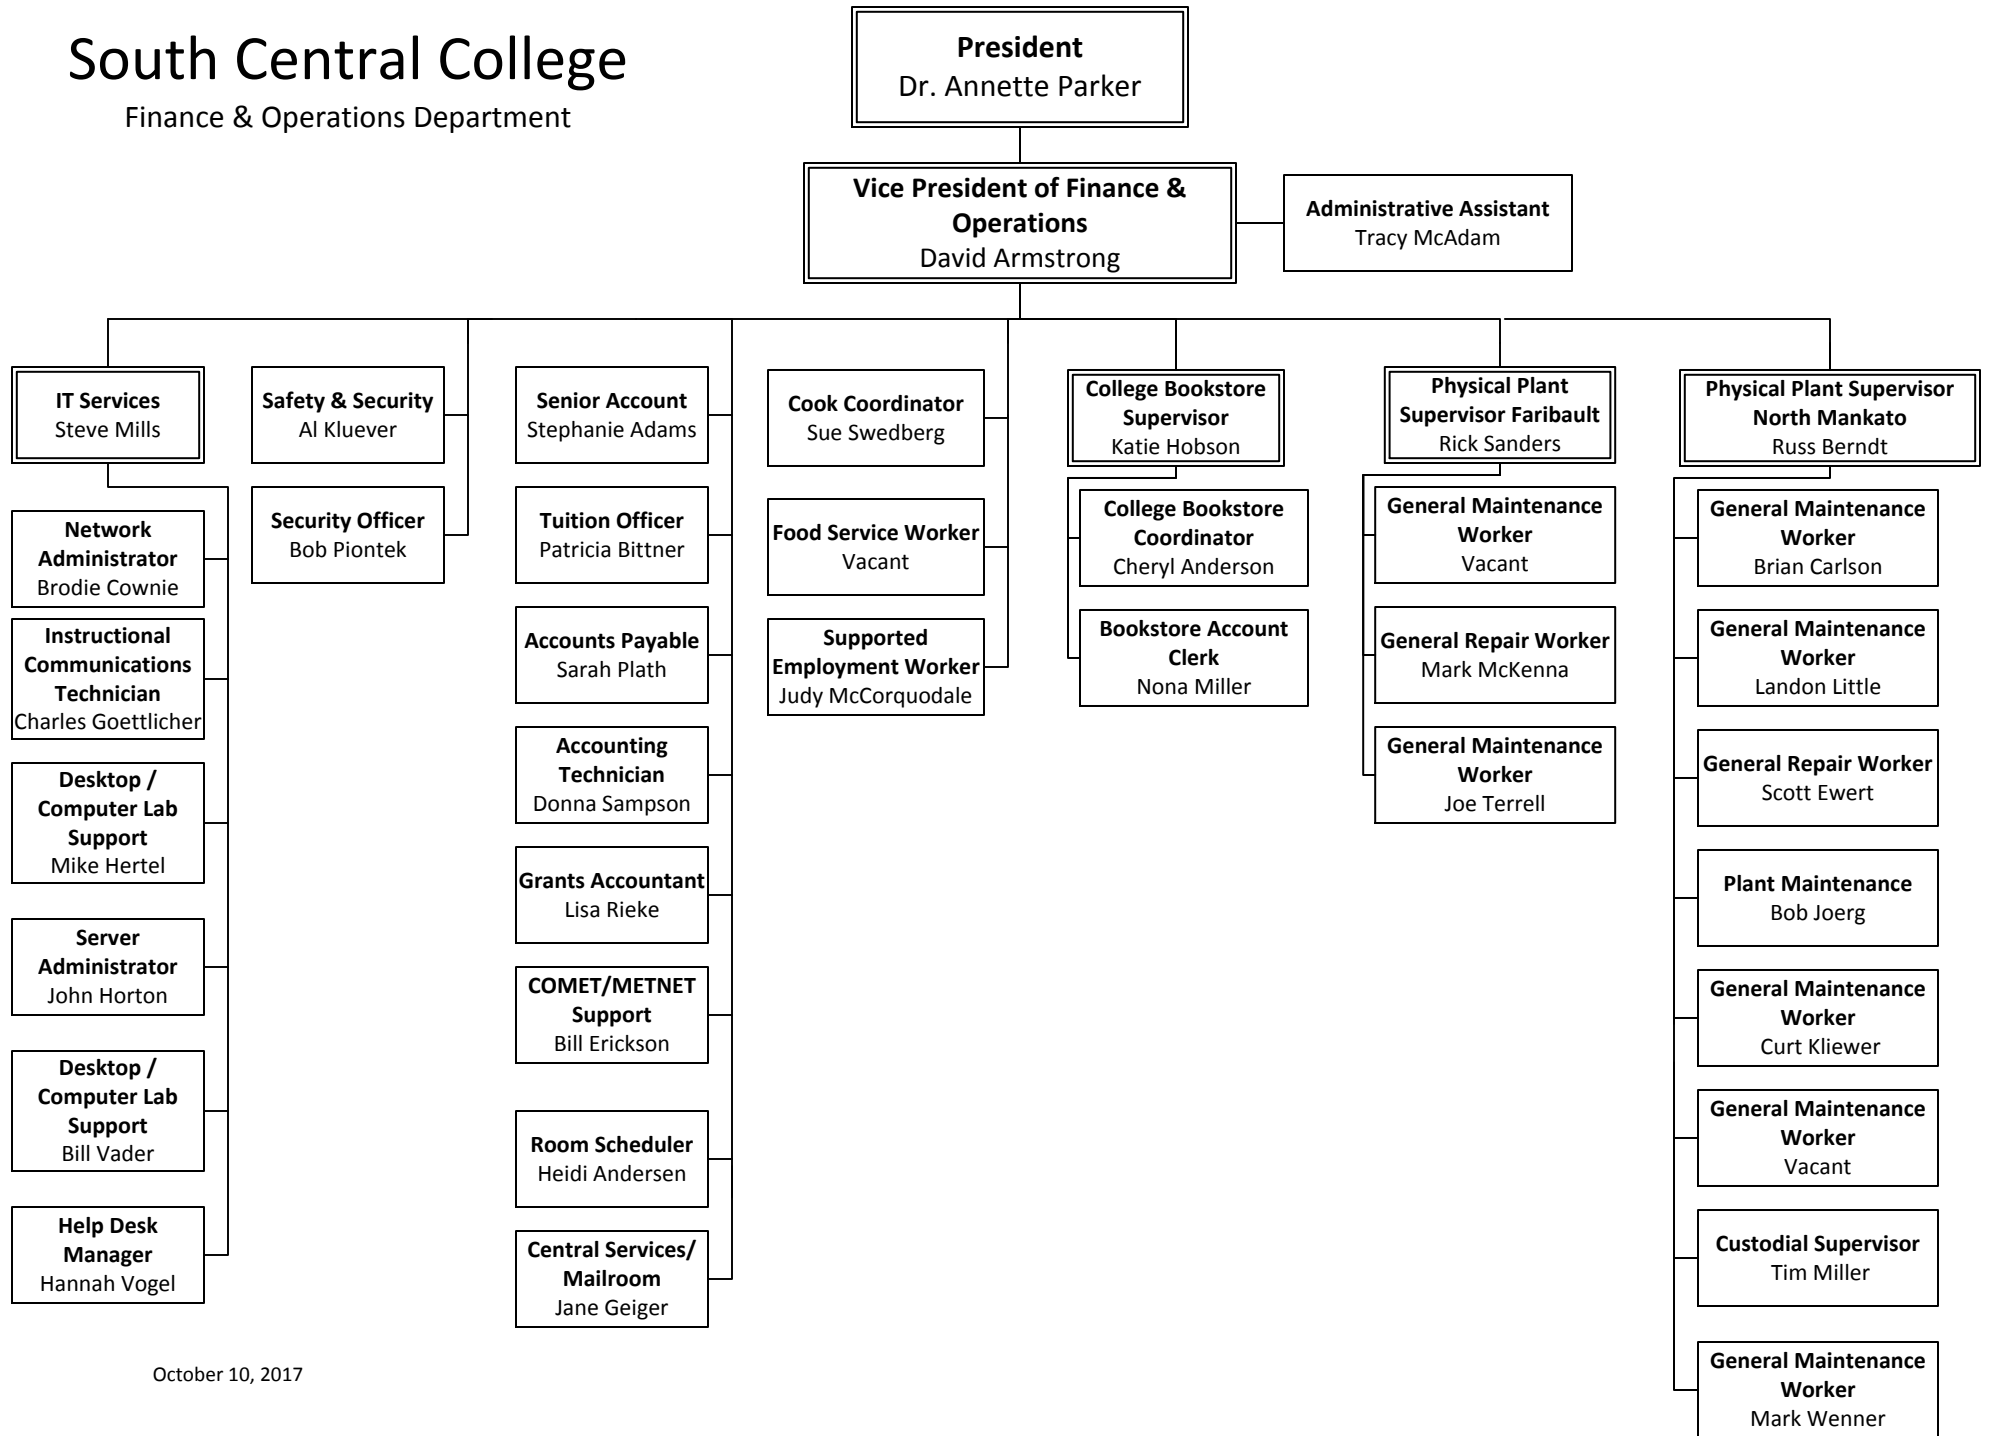 South Central College
Finance & Operations Department
President
Dr. Annette Parker
Vice President of Finance &
Operations
David Armstrong
Administrative Assistant
Tracy McAdam
IT Services
Steve Mills
Network
Administrator
Brodie Cownie
Instructional
Communications
Technician
Charles Goettlicher
Desktop /
Computer Lab
Support
Mike Hertel
Server
Administrator
John Horton
Desktop /
Computer Lab
Support
Bill Vader
Help Desk
Manager
Hannah Vogel
Safety & Security
Al Kluever
Security Officer
Bob Piontek
Senior Account
Stephanie Adams
Tuition Officer
Patricia Bittner
Accounts Payable
Sarah Plath
Accounting
Technician
Donna Sampson
Grants Accountant
Lisa Rieke
COMET/METNET
Support
Bill Erickson
Room Scheduler
Heidi Andersen
Central Services/
Mailroom
Jane Geiger
Cook Coordinator
Sue Swedberg
Food Service Worker
Vacant
Supported
Employment Worker
Judy McCorquodale
College Bookstore
Supervisor
Katie Hobson
College Bookstore
Coordinator
Cheryl Anderson
Bookstore Account
Clerk
Nona Miller
Physical Plant
Supervisor Faribault
Rick Sanders
General Maintenance
Worker
Vacant
General Repair Worker
Mark McKenna
General Maintenance
Worker
Joe Terrell
Physical Plant Supervisor
North Mankato
Russ Berndt
General Maintenance
Worker
Brian Carlson
General Maintenance
Worker
Landon Little
General Repair Worker
Scott Ewert
Plant Maintenance
Bob Joerg
General Maintenance
Worker
Curt Kliewer
General Maintenance
Worker
Vacant
Custodial Supervisor
Tim Miller
General Maintenance
Worker
Mark Wenner
October 10, 2017